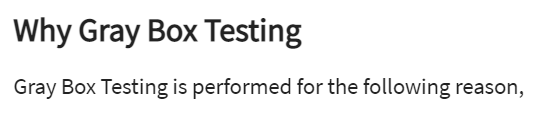 Why Gray Box Testing
Gray Box Testing is performed for the following reason,